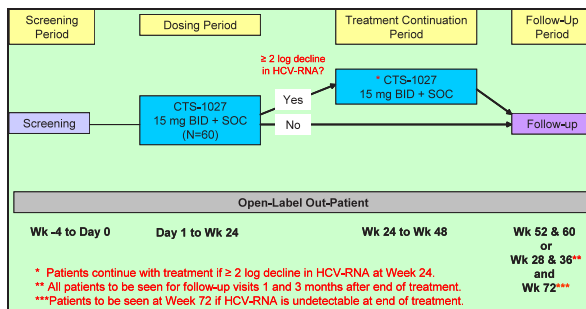 Screening
Period
Dosing Period
Treatment Continuation
Period
Follow-Up
Period
≥ 2 log decline
in HCV-RNA?
* CTS-1027
15 mg BID + SOC
Yes
CTS-1027
15 mg BID + SOC
(N=60)
Screening
No
Follow-up
Open-Label Out-Patient
Wk -4 to Day 0
Day 1 to Wk 24
Wk 24 to Wk 48
Wk 52 & 60
or
Wk 28 & 36**
and
Wk 72***
* Patients continue with treatment if ≥ 2 log decline in HCV-RNA at Week 24.
** All patients to be seen for follow-up visits 1 and 3 months after end of treatment.
***Patients to be seen at Week 72 if HCV-RNA is undetectable at end of treatment.